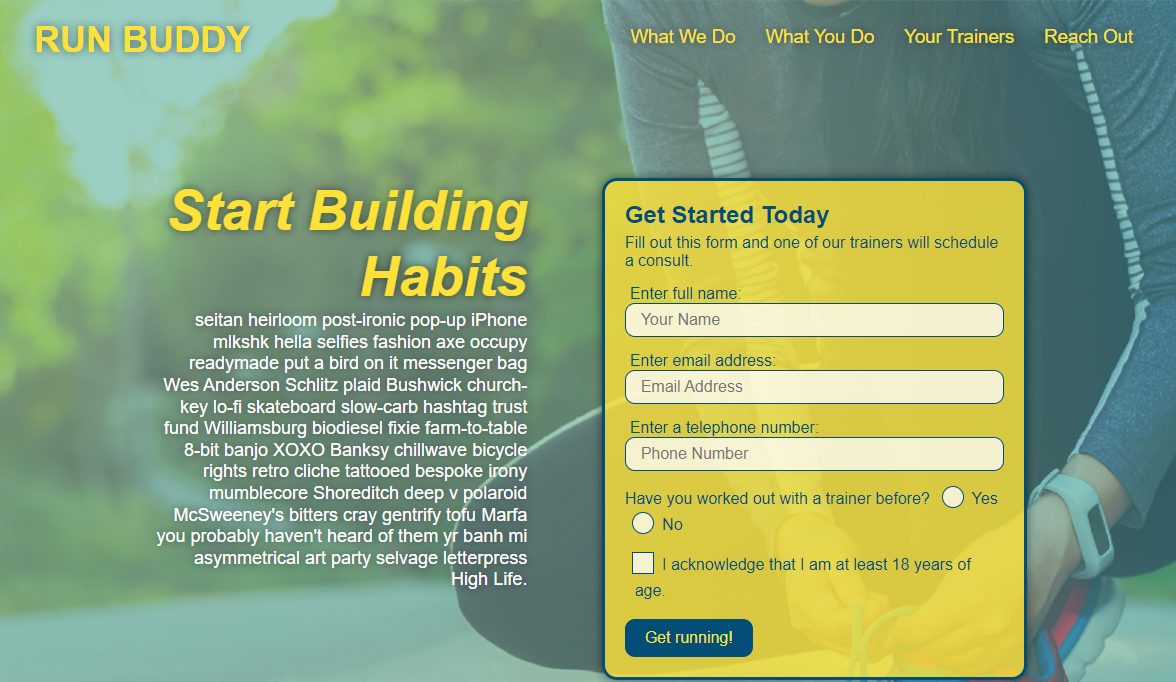 RUN BUDDY
What We Do What You Do Your Trainers Reach Out
Start Building
Habits
seitan heirloom post-ironic pop-up iPhone
mlkshk hella selfies fashion axe occupy
readymade put a bird on it messenger bag
Wes Anderson Schlitz plaid Bushwick church-
key lo-fi skateboard slow-carb hashtag trust
fund Williamsburg biodiesel fixie farm-to-table
8-bit banjo XOXO Banksy chillwave bicycle
rights retro cliche tattooed bespoke irony
mumblecore Shoreditch deep v polaroid
McSweeney's bitters cray gentrify tofu Marfa
you probably haven't heard of them yr banh mi
asymmetrical art party selvage letterpress
High Life.
Get Started Today
Fill out this form and one of our trainers will schedule
a consult.
Enter full name:
Your Name
Enter email address:
Email Address
Enter a telephone number:
Phone Number
Have you worked out with a trainer before? Yes
No
I acknowledge that I am at least 18 years of
age.
Get running!